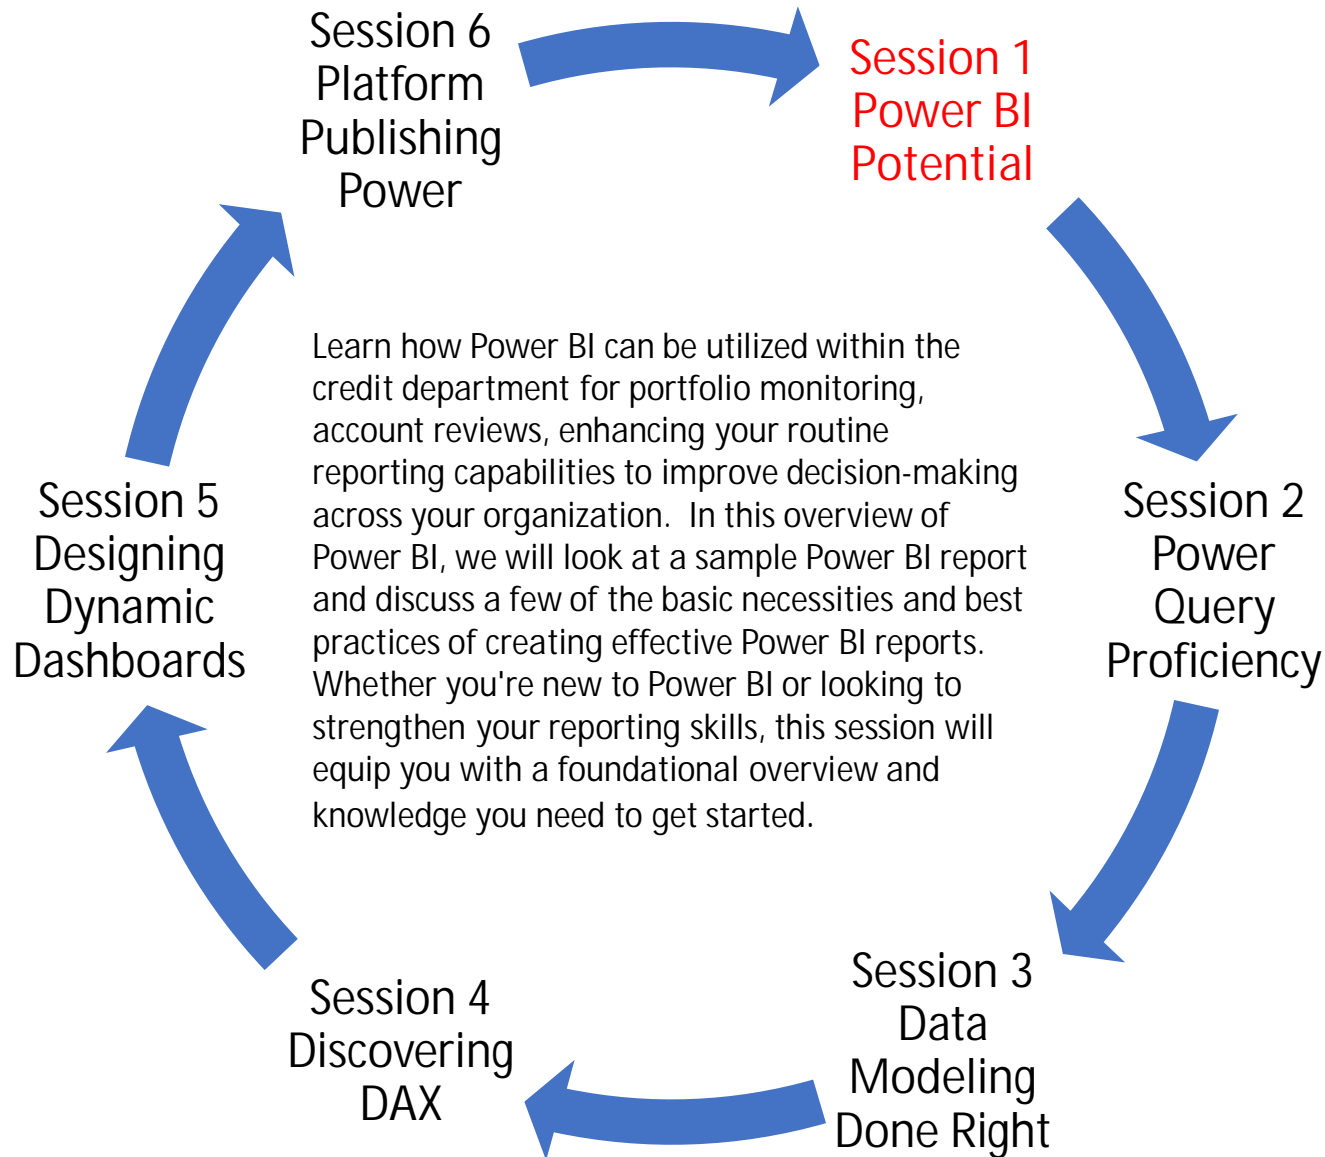 Session 1
Power BI
Potential
Session 2
Power
Query
Proficiency
Session 3
Data
Modeling
Done Right
Session 4
Discovering
DAX
Session 5
Designing
Dynamic
Dashboards
Session 6
Platform
Publishing
Power
Learn how Power BI can be utilized within the
credit department for portfolio monitoring,
account reviews, enhancing your routine
reporting capabilities to improve decision-making
across your organization.  In this overview of
Power BI, we will look at a sample Power BI report
and discuss a few of the basic necessities and best
practices of creating effective Power BI reports.
Whether you're new to Power BI or looking to
strengthen your reporting skills, this session will
equip you with a foundational overview and
knowledge you need to get started.